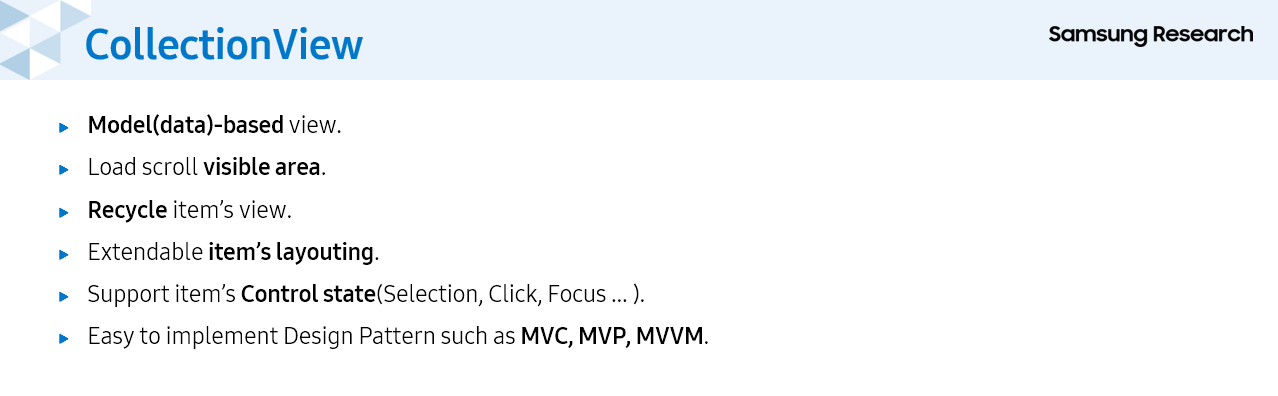 CollectionView
Samsung Research
Model(data)-based view.
Load scroll visible area.
Recycle item’s view.
Extendable item’s layouting.
Support item’s Control state(Selection, Click, Focus ... ).
Easy to implement Design Pattern such as MVC, MVP, MVVM.